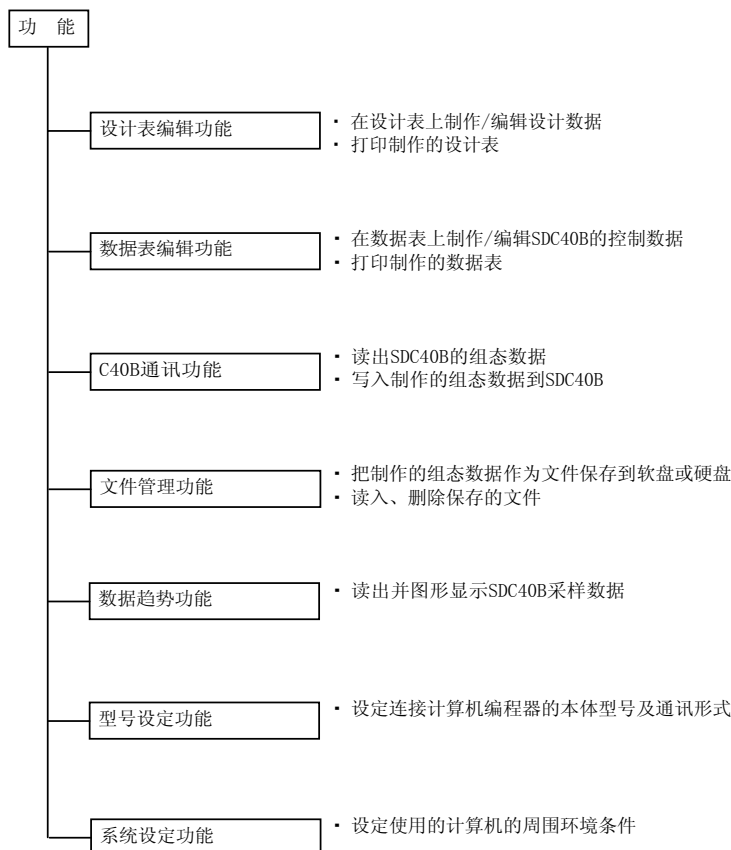 功 能
设计表编辑功能
▪ 在设计表上制作/编辑设计数据
▪ 打印制作的设计表
数据表编辑功能
▪ 在数据表上制作/编辑SDC40B的控制数据
▪ 打印制作的数据表
C40B通讯功能
▪ 读出SDC40B的组态数据
▪ 写入制作的组态数据到SDC40B
文件管理功能
▪ 把制作的组态数据作为文件保存到软盘或硬盘
▪ 读入、删除保存的文件
数据趋势功能
▪ 读出并图形显示SDC40B采样数据
型号设定功能
▪ 设定连接计算机编程器的本体型号及通讯形式
系统设定功能
▪ 设定使用的计算机的周围环境条件